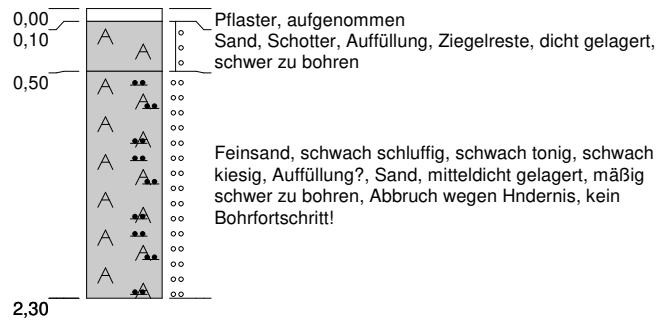 0,00
Pflaster, aufgenommen
0,10
Sand, Schotter, Auffüllung, Ziegelreste, dicht gelagert,
schwer zu bohren
0,50
Feinsand, schwach schluffig, schwach tonig, schwach
kiesig, Auffüllung?, Sand, mitteldicht gelagert, mäßig
schwer zu bohren, Abbruch wegen Hndernis, kein
Bohrfortschritt!
2,30